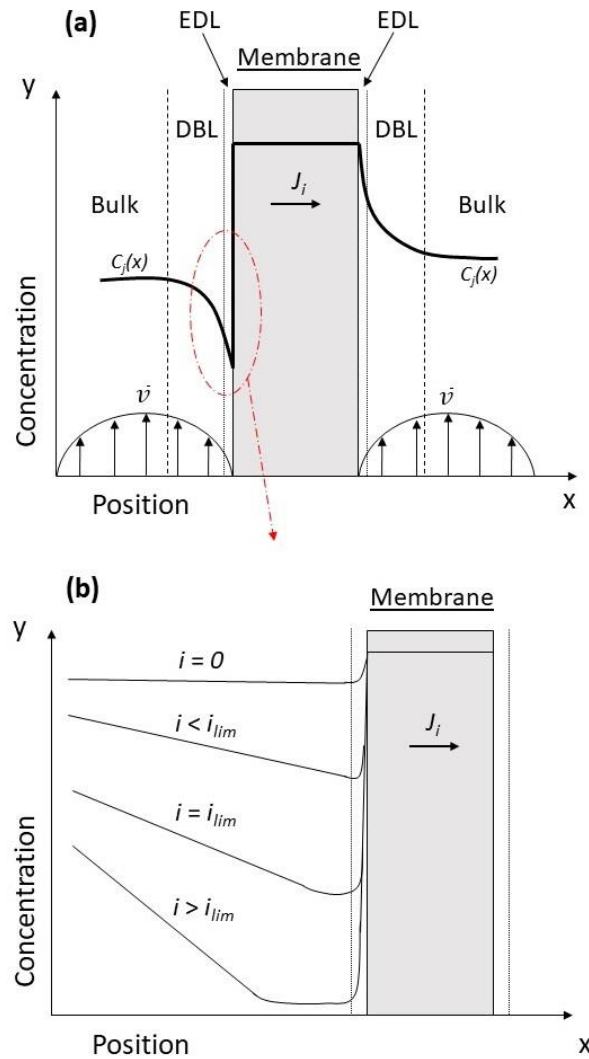 (a)
EDL
EDL
Membrane
y
DBL
DBL
Bulk
Bulk
J_i
C_j(x)
C_j(x)
v̄
v̄
Concentration
Position
x
(b)
Membrane
y
i = 0
i < i_lim
J_i
i = i_lim
i > i_lim
Concentration
Position
x